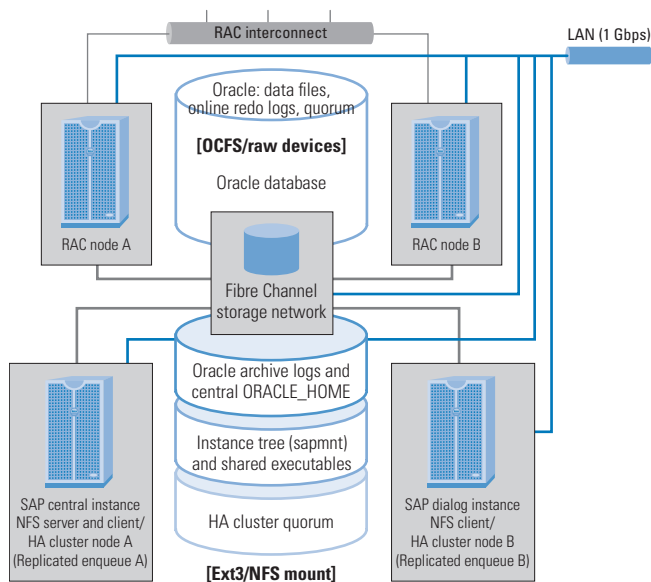 RAC interconnect
LAN (1 Gbps)
Oracle: data files,
online redo logs, quorum
[OCFS/raw devices]
Oracle database
RAC node A
RAC node B
Fibre Channel
storage network
Oracle archive logs and
central ORACLE_HOME
Instance tree (sapmnt)
and shared executables
HA cluster quorum
[Ext3/NFS mount]
SAP central instance
NFS server and client/
HA cluster node A
(Replicated enqueue A)
SAP dialog instance
NFS client/
HA cluster node B
(Replicated enqueue B)